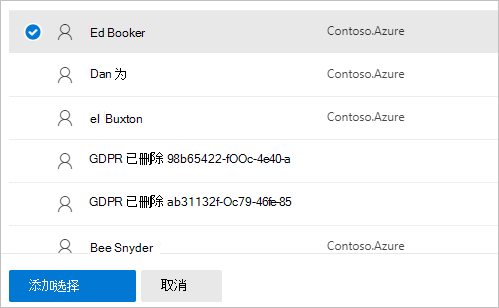 Ed Booker Contoso.Azure
Dan 为 Contoso.Azure
el Buxton Contoso.Azure
GDPR 已删除 98b65422-fOOc-4e40-a
GDPR 已删除 ab31132f-Oc79-46fe-85
Bee Snyder Contoso.Azure
添加选择 取消